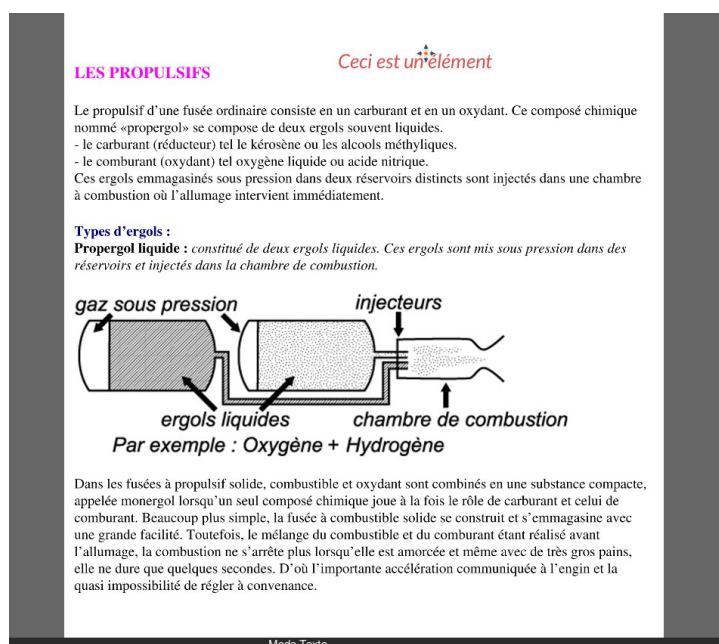 Ceci est un élément
LES PROPULSIFS
Le propulsif d'une fusée ordinaire consiste en un carburant et en un oxydant. Ce composé chimique
nommé «propergol» se compose de deux ergols souvent liquides.
- le carburant (réducteur) tel le kérosène ou les alcools méthyliques.
- le comburant (oxydant) tel oxygène liquide ou acide nitrique.
Ces ergols emmagasinés sous pression dans deux réservoirs distincts sont injectés dans une chambre
à combustion où l'allumage intervient immédiatement.
Types d'ergols :
Propergol liquide : constitué de deux ergols liquides. Ces ergols sont mis sous pression dans des
réservoirs et injectés dans la chambre de combustion.
gaz sous pression
injecteurs
ergols liquides
chambre de combustion
Par exemple : Oxygène + Hydrogène
Dans les fusées à propulsif solide, combustible et oxydant sont combinés en une substance compacte,
appelée monergol lorsqu'un seul composé chimique joue à la fois le rôle de carburant et celui de
comburant. Beaucoup plus simple, la fusée à combustible solide se construit et s'emmagasine avec
une grande facilité. Toutefois, le mélange du combustible et du comburant étant réalisé avant
l'allumage, la combustion ne s'arrête plus lorsqu'elle est amorcée et même avec de très gros pains,
elle ne dure que quelques secondes. D'où l'importante accélération communiquée à l'engin et la
quasi impossibilité de régler à convenance.
Mode Texte